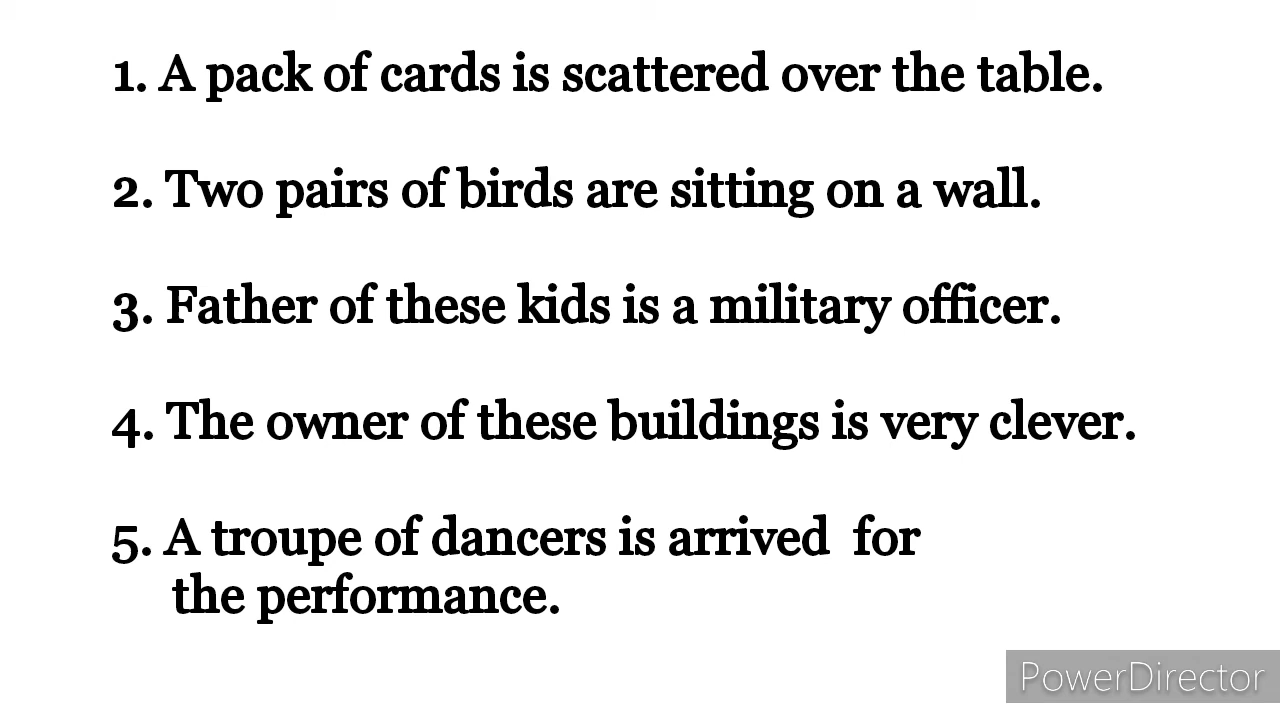 1. A pack of cards is scattered over the table.
2. Two pairs of birds are sitting on a wall.
3. Father of these kids is a military officer.
4. The owner of these buildings is very clever.
5. A troupe of dancers is arrived  for
the performance.
PowerDirector